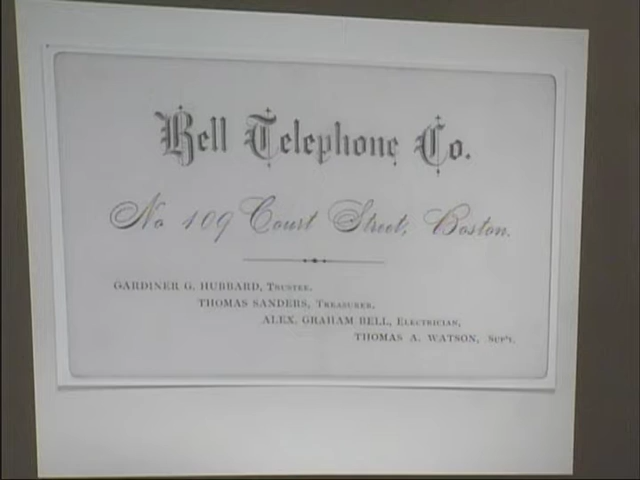 Bell Telephone Co.
No 109 Court Street, Boston.
GARDINER G. HUBBARD, TRUSTEE.
THOMAS SANDERS, TREASURER.
ALEX. GRAHAM BELL, ELECTRICIAN,
THOMAS A. WATSON, SUP'T.